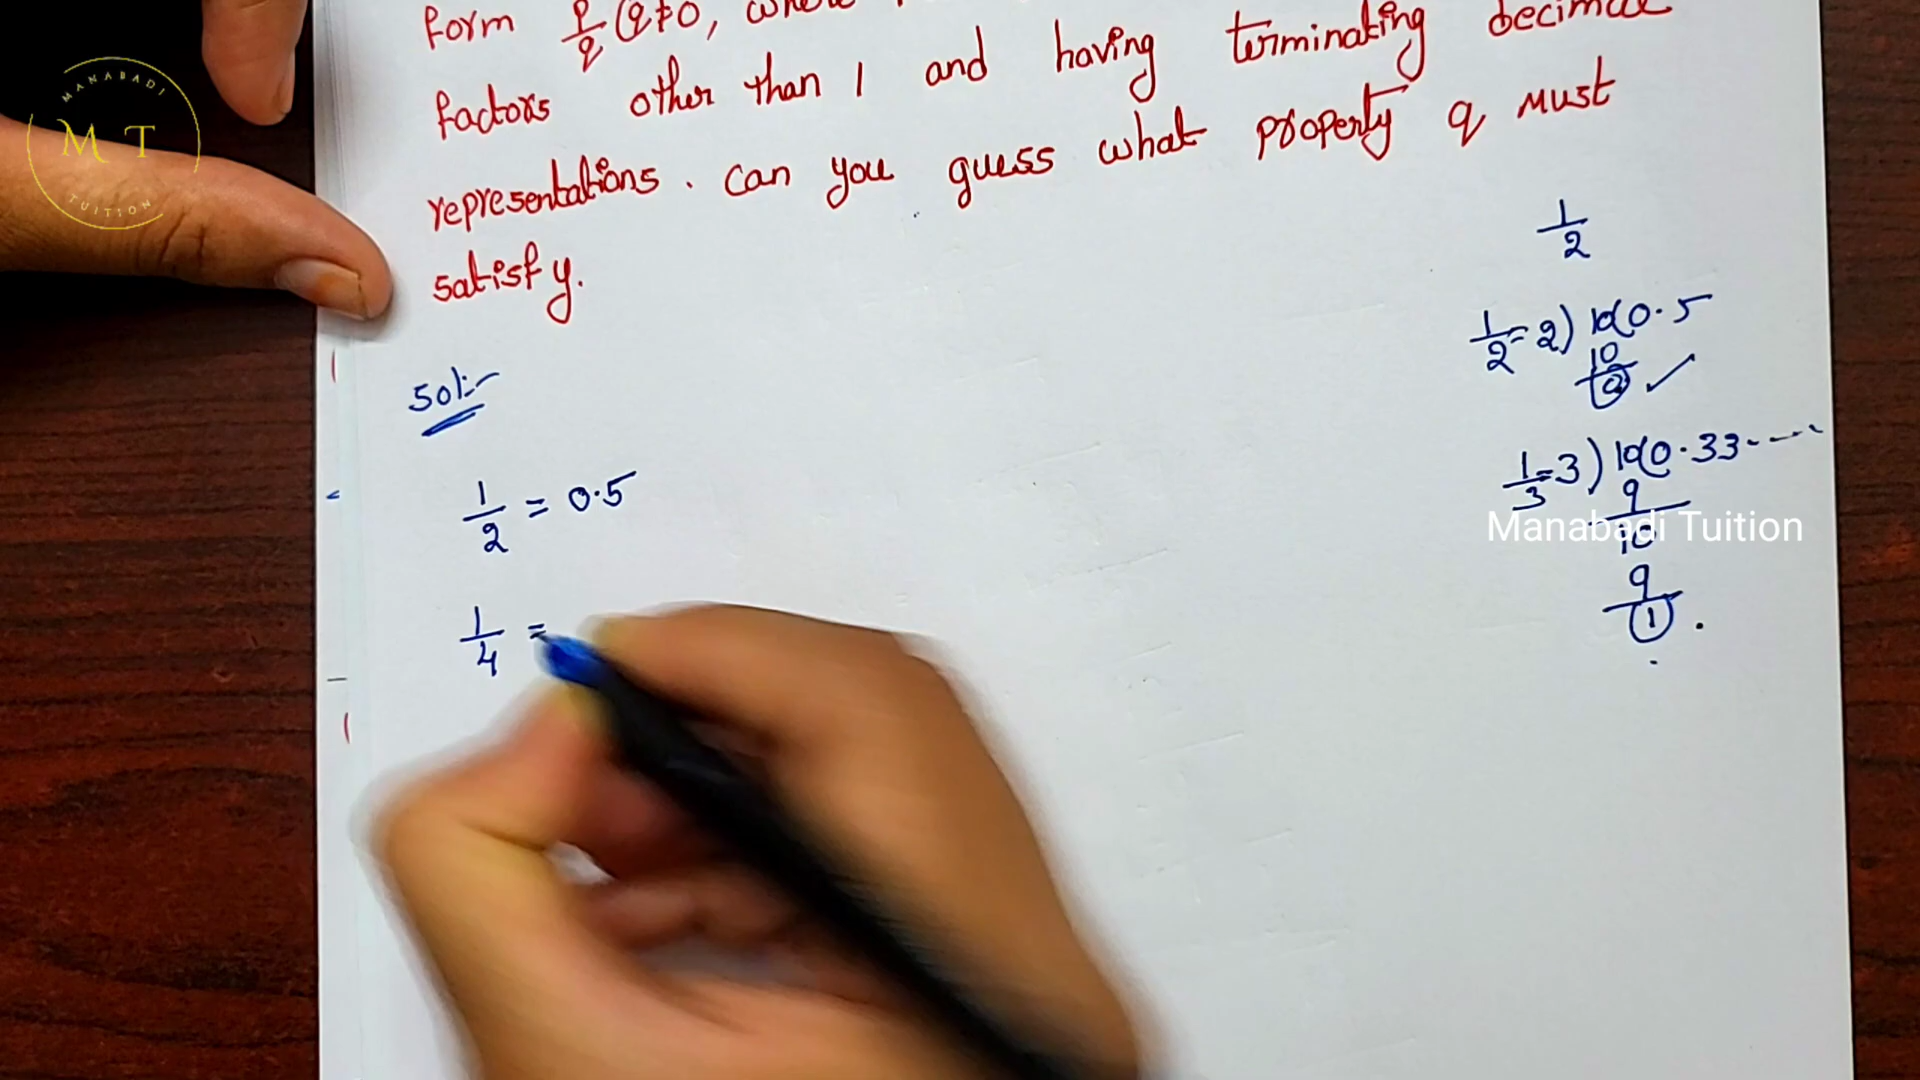 form p/q (q≠0, where
factors other than 1 and having terminating decimal
representations. can you guess what property q must
satisfy.
Sol:-
1/2 = 0.5
1/4 =
1/2
1/2 = 2) 10(0.5
10
0 ✓
1/3 = 3) 10(0.33----
9
10
9
1 .
MANABADI
M T
TUITION
Manabadi Tuition